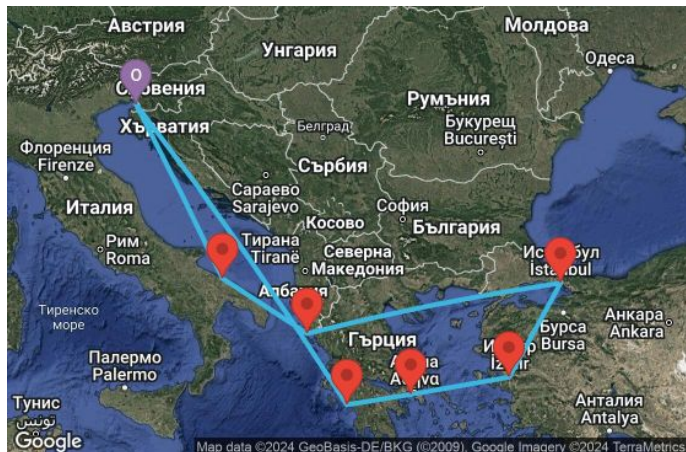 Австрия
Молдова
Унгария
Одеса
О
Словения
Румъния
Хърватия
Букурещ
București
Белград
Флоренция
Firenze
Сърбия
Сараево
Sarajevo
София
Италия
Косово
България
Рим
Roma
Тирана
Tiranë
Северна
Македония
İstanbul
Албания
Тиренско
море
Анкара
Ankara
Бурса
Bursa
Гърция
İzmir
Палермо
Palermo
Анталия
Antalya
Тунис
تونس
Google
Map data ©2024 GeoBasis-DE/BKG (©2009), Google Imagery ©2024 TerraMetrics